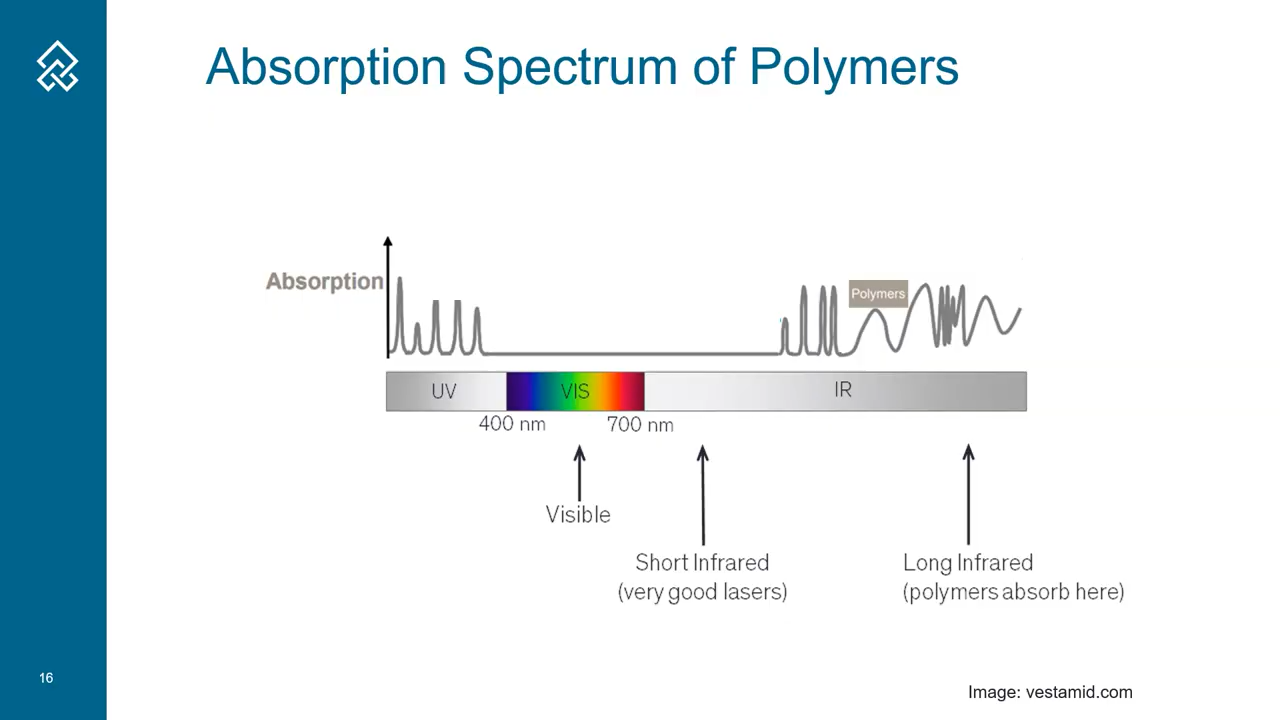 Absorption Spectrum of Polymers
Absorption
Polymers
UV
VIS
IR
400 nm
700 nm
Visible
Short Infrared
(very good lasers)
Long Infrared
(polymers absorb here)
16
Image: vestamid.com